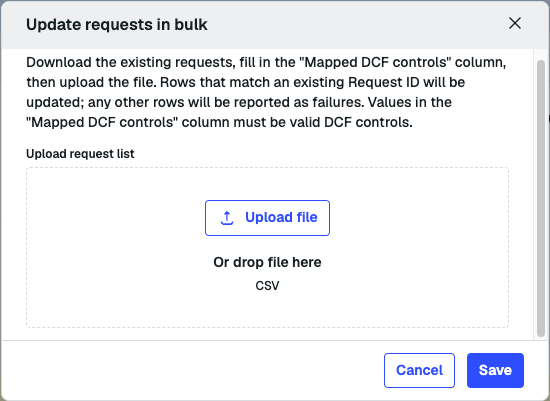 Update requests in bulk
Download the existing requests, fill in the "Mapped DCF controls" column,
then upload the file. Rows that match an existing Request ID will be
updated; any other rows will be reported as failures. Values in the
"Mapped DCF controls" column must be valid DCF controls.
Upload request list
Upload file
Or drop file here
CSV
Cancel
Save